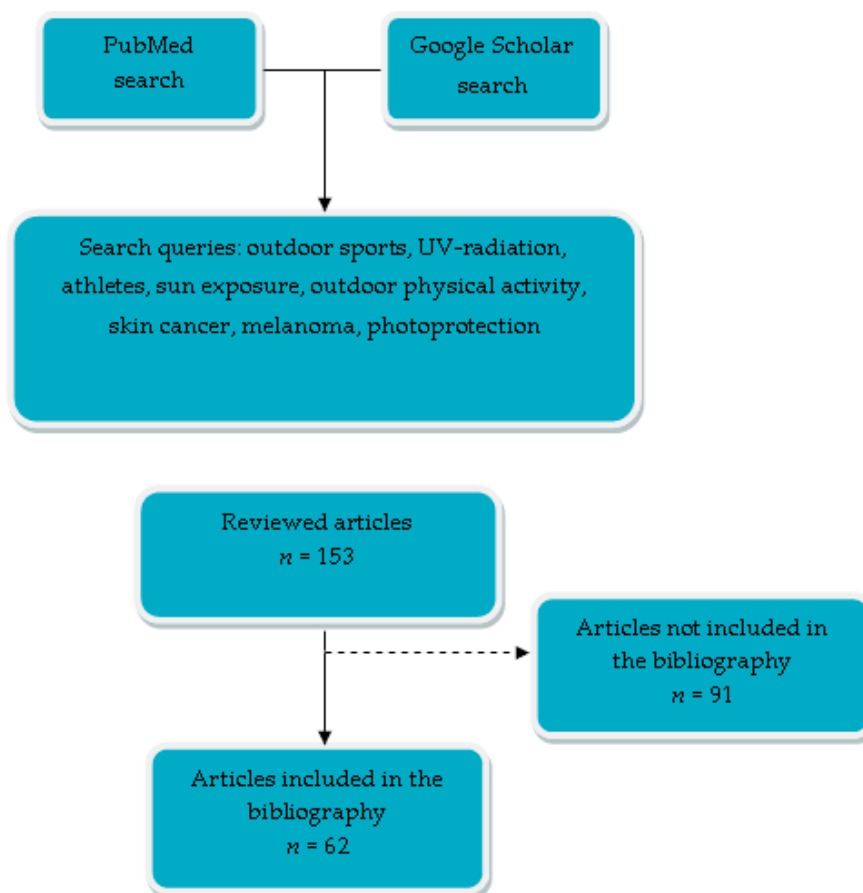 PubMed
search
Google Scholar
search
Search queries: outdoor sports, UV-radiation,
athletes, sun exposure, outdoor physical activity,
skin cancer, melanoma, photoprotection
Reviewed articles
n = 153
Articles not included in
the bibliography
n = 91
Articles included in the
bibliography
n = 62